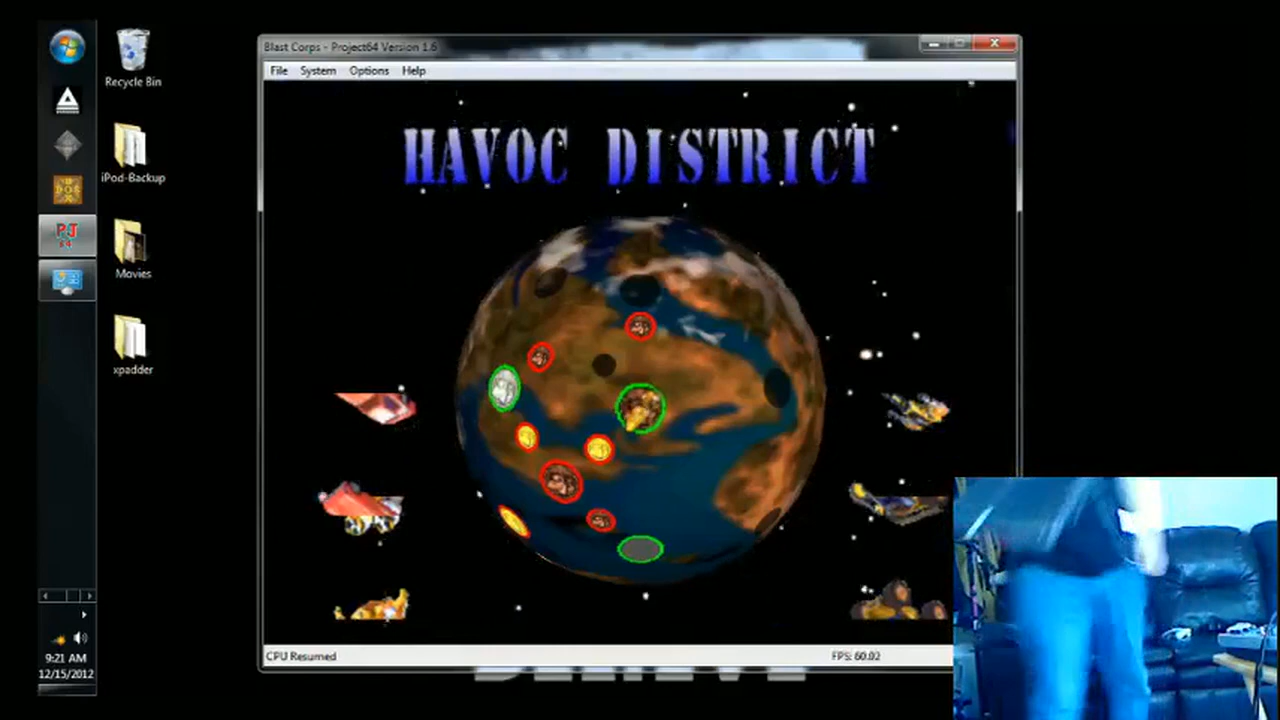 Recycle Bin
iPod-Backup
Movies
xpadder
9:21 AM
12/15/2012
Blast Corps - Project64 Version 1.6
File System Options Help
HAVOC DISTRICT
CPU Resumed FPS: 60.02